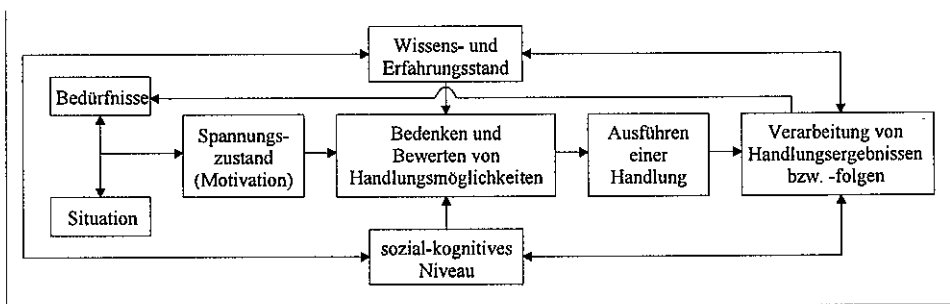 Wissens- und
Erfahrungsstand
Bedürfnisse
Spannungs-
zustand
(Motivation)
Bedenken und
Bewerten von
Handlungsmöglichkeiten
Ausführen
einer
Handlung
Verarbeitung von
Handlungsergebnissen
bzw. -folgen
Situation
sozial-kognitives
Niveau